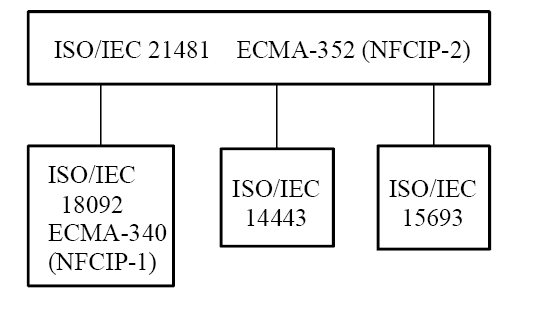 ISO/IEC 21481 ECMA-352 (NFCIP-2)
ISO/IEC
18092
ECMA-340
(NFCIP-1)
ISO/IEC
14443
ISO/IEC
15693